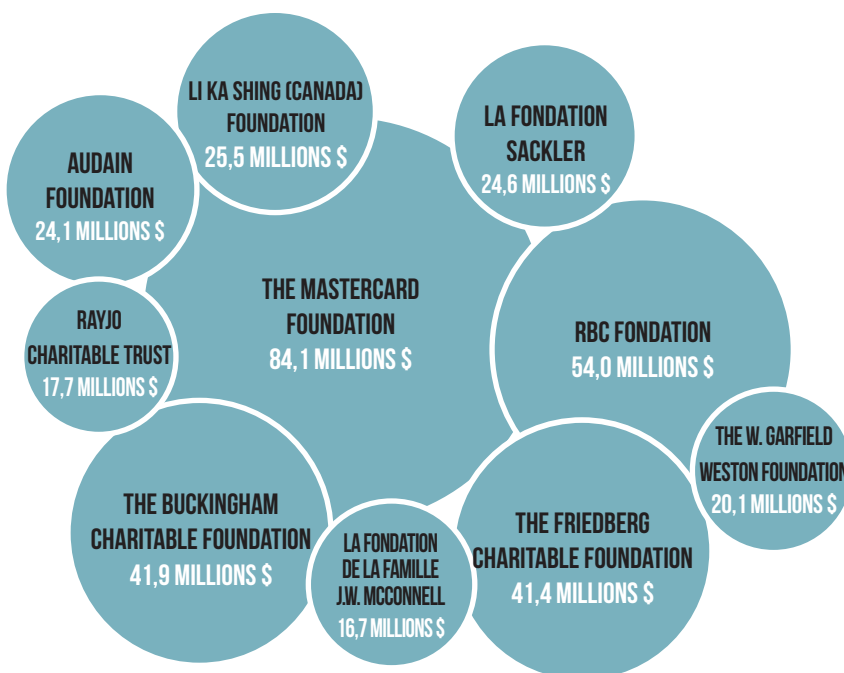 LI KA SHING (CANADA)
FOUNDATION
25,5 MILLIONS $
LA FONDATION
SACKLER
24,6 MILLIONS $
AUDAIN
FOUNDATION
24,1 MILLIONS $
THE MASTERCARD
FOUNDATION
84,1 MILLIONS $
RAYJO
CHARITABLE TRUST
17,7 MILLIONS $
RBC FONDATION
54,0 MILLIONS $
THE W. GARFIELD
WESTON FOUNDATION
20,1 MILLIONS $
THE BUCKINGHAM
CHARITABLE FOUNDATION
41,9 MILLIONS $
LA FONDATION
DE LA FAMILLE
J.W. MCCONNELL
16,7 MILLIONS $
THE FRIEDBERG
CHARITABLE FOUNDATION
41,4 MILLIONS $